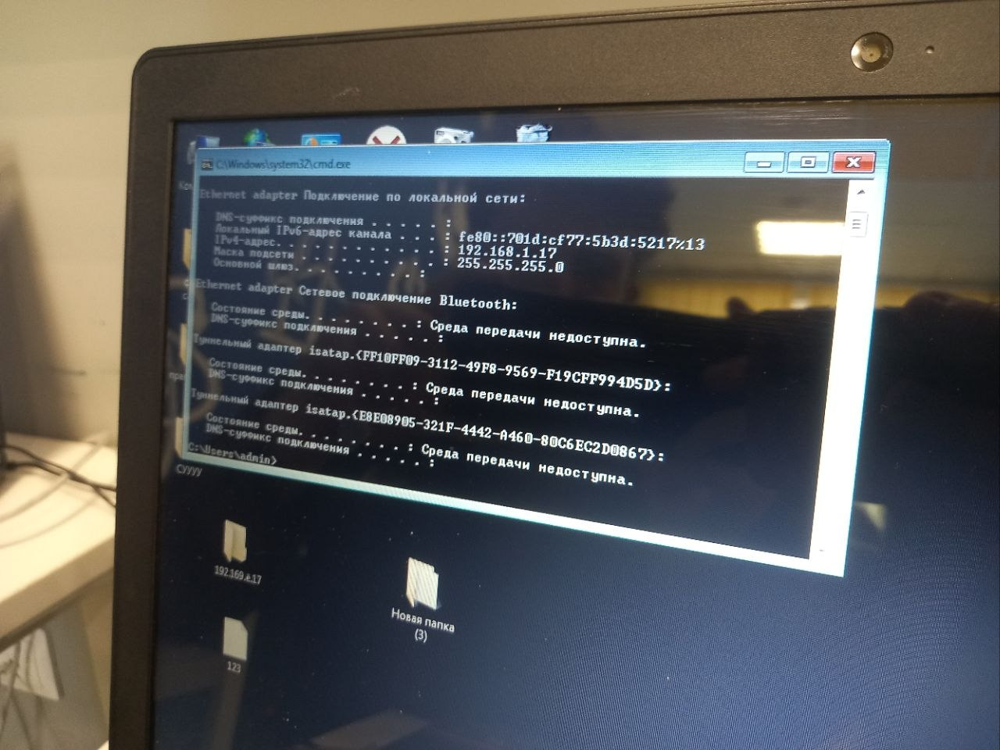 C:\Windows\system32\cmd.exe
Ethernet adapter Подключение по локальной сети:
DNS-суффикс подключения . . . . . :
Локальный IPv6-адрес канала . . . : fe80::701d:cf77:5b3d:5217%13
IPv4-адрес. . . . . . . . . . . . : 192.168.1.17
Маска подсети . . . . . . . . . . : 255.255.255.0
Основной шлюз. . . . . . . . . :
Ethernet adapter Сетевое подключение Bluetooth:
Состояние среды. . . . . . . . : Среда передачи недоступна.
DNS-суффикс подключения . . . . . :
Туннельный адаптер isatap.{FF10FF09-3112-49F8-9569-F19CFF994D5D}:
Состояние среды. . . . . . . . : Среда передачи недоступна.
DNS-суффикс подключения . . . . . :
Туннельный адаптер isatap.{E8E08905-321F-4442-A460-80C6EC2D0867}:
Состояние среды. . . . . . . . : Среда передачи недоступна.
DNS-суффикс подключения . . . . . :
C:\Users\admin>
СУУУУ
192.169.е.17
Новая папка
(3)
123